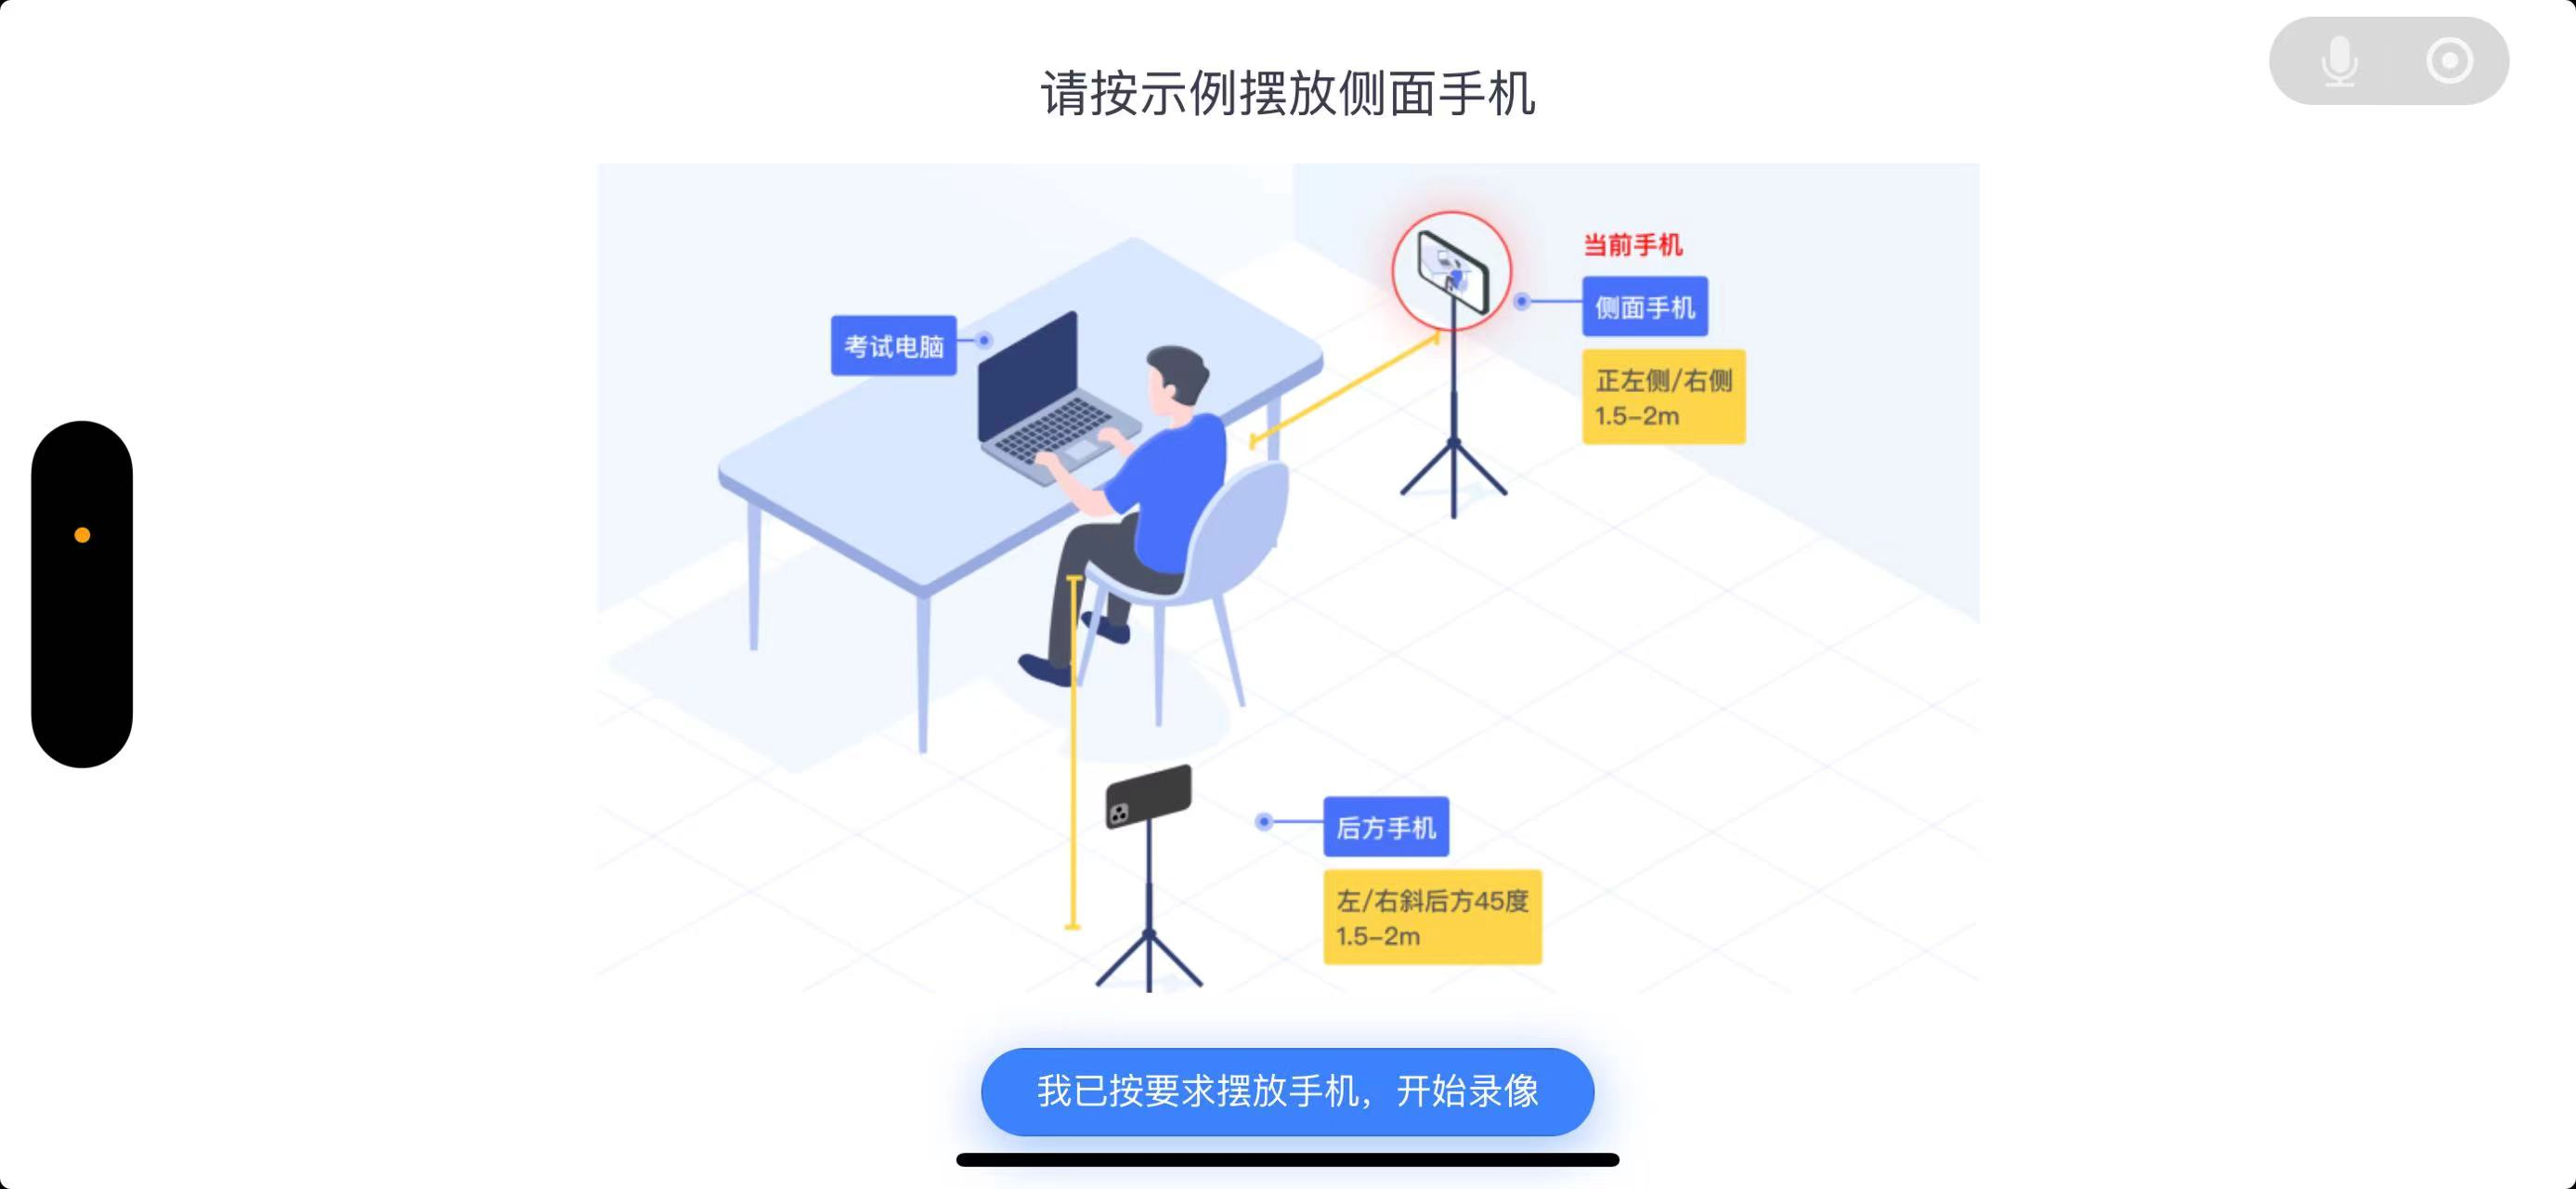 请按示例摆放侧面手机
当前手机
侧面手机
正左侧/右侧
1.5-2m
考试电脑
后方手机
左/右斜后方45度
1.5-2m
我已按要求摆放手机，开始录像